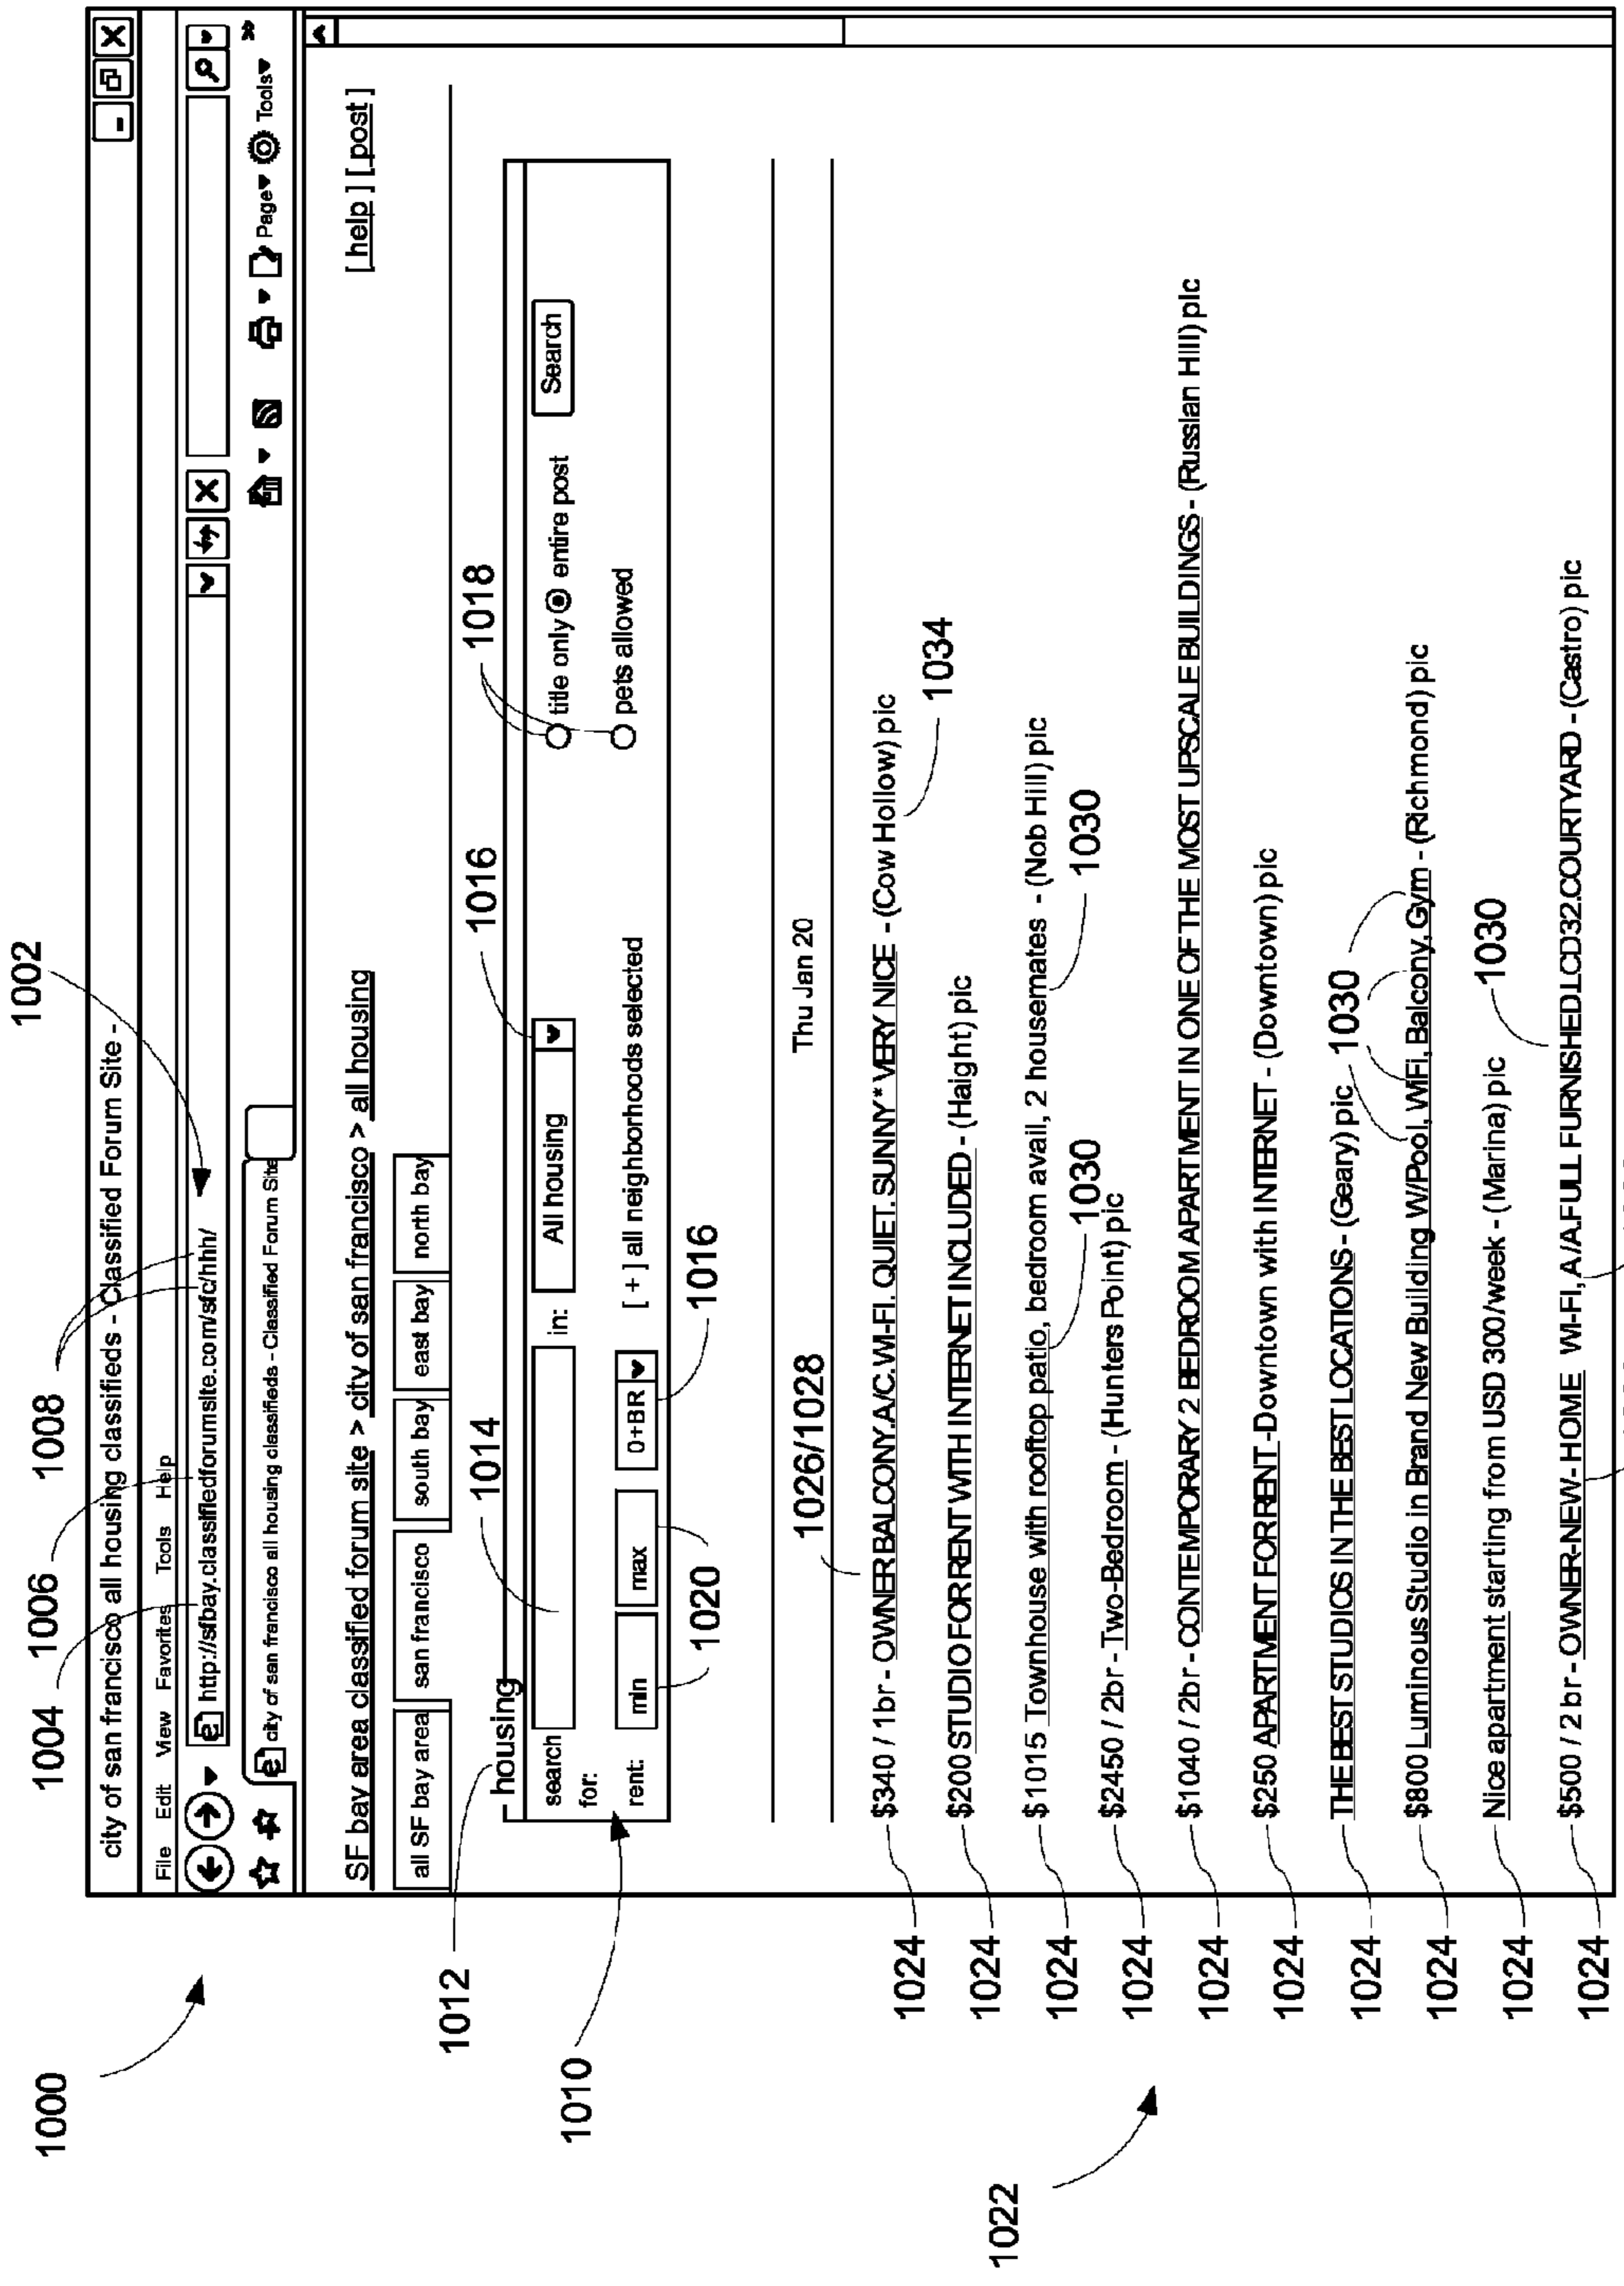 1000
1002
1004 1006 1008
city of san francisco all housing classifieds - Classified Forum Site -
File Edit View Favorites Tools Help
http://sfbay.classifiedforumsite.com/sfc/hhh/
city of san francisco all housing classifieds - Classified Forum Site
Page Tools »
SF bay area classified forum site > city of san francisco > all housing
[ help ] [ post ]
all SF bay area san francisco south bay east bay north bay
1012 1014 1016 1018
housing
search for: in: All housing title only entire post Search
rent: min max 0+BR [ + ] all neighborhoods selected pets allowed
1010 1020 1016
Thu Jan 20
1026/1028
1024 $340 / 1br - OWNER BALCONY.A/C. WI-FI. QUIET. SUNNY * VERY NICE - (Cow Hollow) pic
1034
1024 $200 STUDIO FOR RENT WITH INTERNET INCLUDED - (Haight) pic
1022
1024 $1015 Townhouse with rooftop patio, bedroom avail, 2 housemates - (Nob Hill) pic
1030 1030
1024 $2450 / 2br - Two-Bedroom - (Hunters Point) pic
1024 $1040 / 2br - CONTEMPORARY 2 BEDROOM APARTMENT IN ONE OF THE MOST UPSCALE BUILDINGS - (Russian Hill) pic
1024 $250 APARTMENT FOR RENT -Downtown with INTERNET - (Downtown) pic
1024 THE BEST STUDIOS IN THE BEST LOCATIONS - (Geary) pic
1030
1024 $800 Luminous Studio in Brand New Building W/Pool, WiFi, Balcony, Gym - (Richmond) pic
1024 Nice apartment starting from USD 300/week - (Marina) pic
1030
1024 $500 / 2 br - OWNER-NEW- HOME WI-FI, A/A.FULL FURNISHED.LCD32.COURTYARD - (Castro) pic